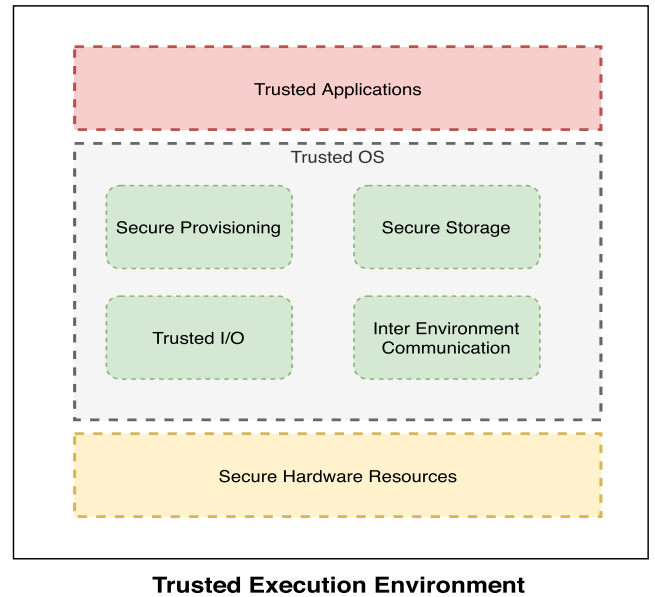 Trusted Applications
Trusted OS
Secure Provisioning
Secure Storage
Trusted I/O
Inter Environment
Communication
Secure Hardware Resources
Trusted Execution Environment